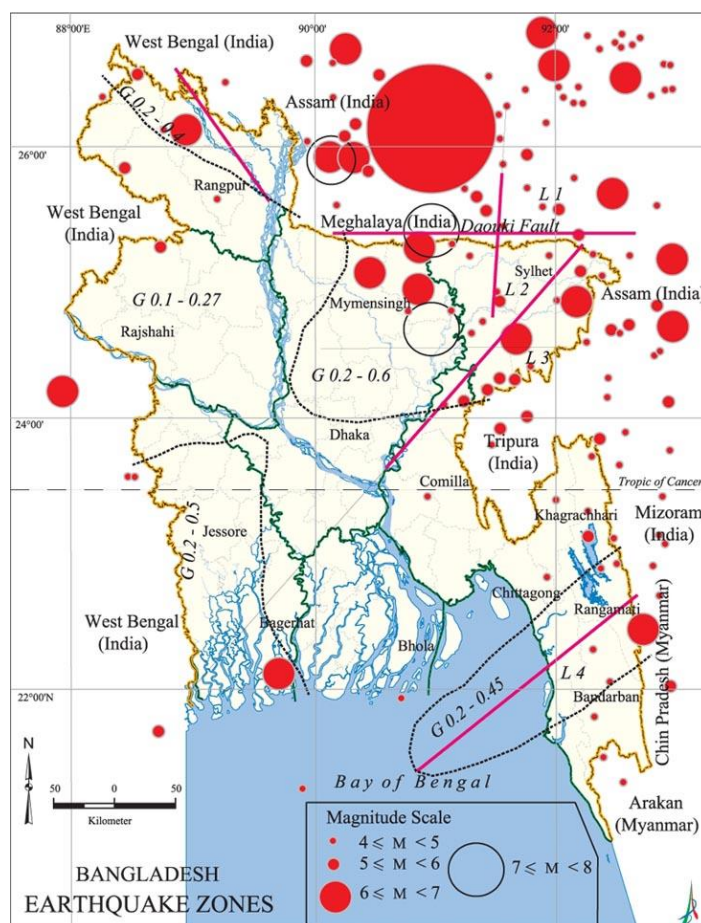 88°00'E
90°00'
92°00'
West Bengal (India)
Assam (India)
G 0.2 - 0.4
26°00'
Rangpur
West Bengal
(India)
Meghalaya (India)
L 1
Daouki Fault
Sylhet
G 0.1 - 0.27
Mymensingh
L 2
Assam (India)
Rajshahi
G 0.2 - 0.6
L 3
24°00'
Dhaka
Tripura
(India)
Comilla
Tropic of Cancer
Khagrachhari
Mizoram
(India)
G 0.2 - 0.5
Jessore
Chittagong
Rangamati
West Bengal
(India)
Bagerhat
Bhola
L 4
Chin Pradesh (Myanmar)
22°00'N
G 0.2 - 0.45
Bandarban
N
50 0 50
Kilometer
Bay of Bengal
Arakan
(Myanmar)
Magnitude Scale
4 ⩽ M < 5
5 ⩽ M < 6
6 ⩽ M < 7
7 ⩽ M < 8
BANGLADESH
EARTHQUAKE ZONES